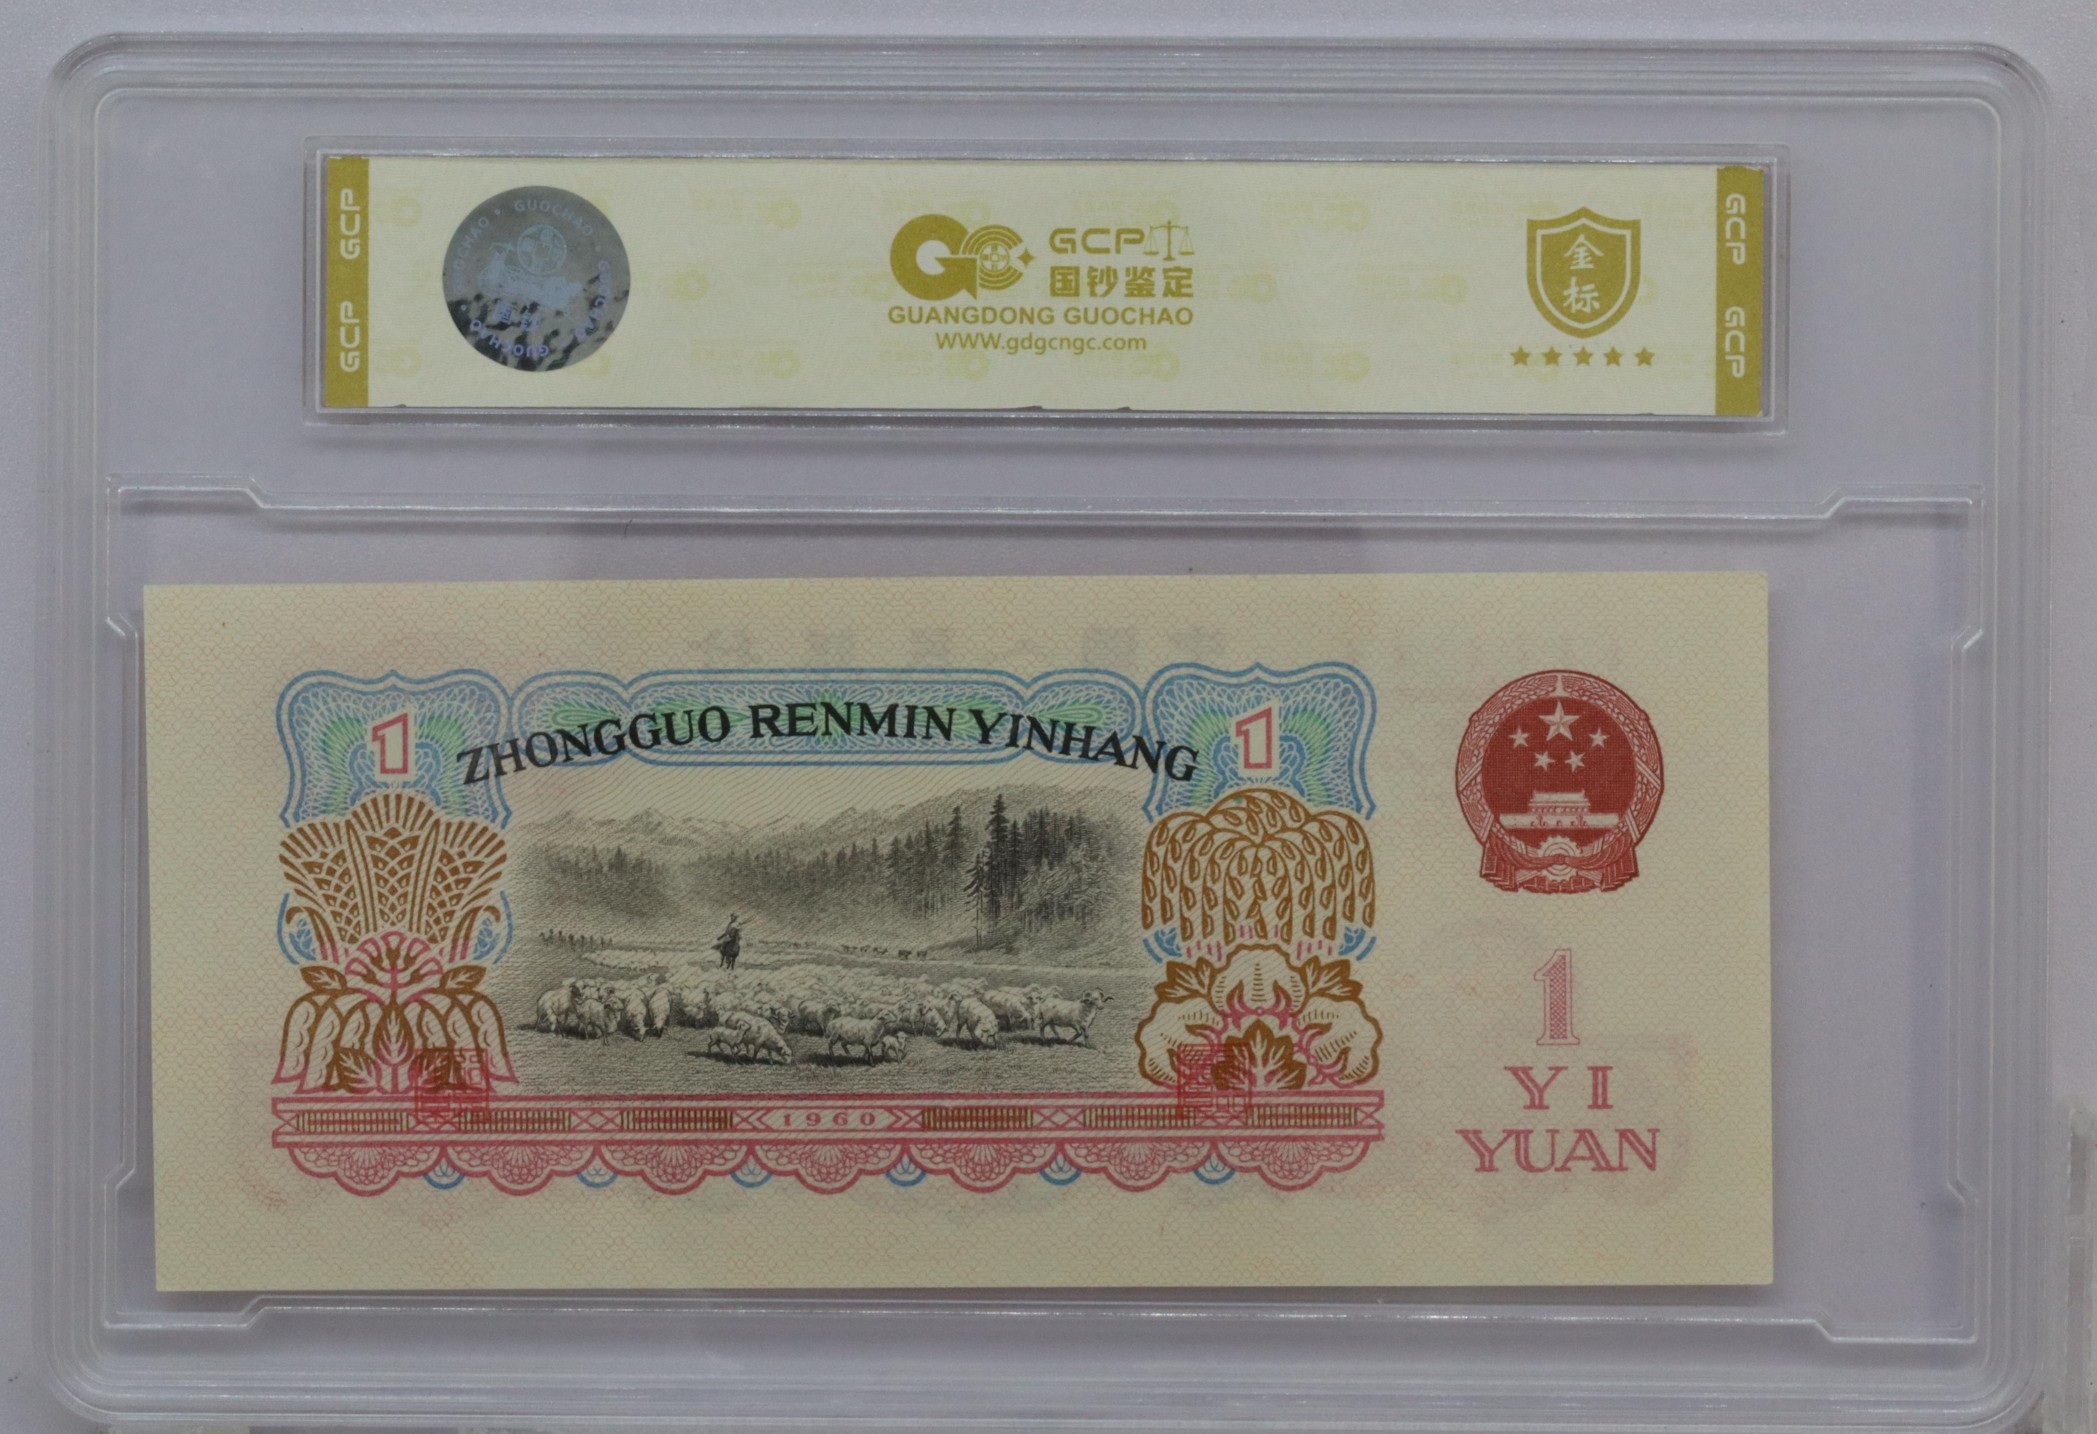 GCP GCP
GUOCHAO
GCP
国钞鉴定
GUANGDONG GUOCHAO
WWW.gdgcngc.com
金标
GCP GCP
1
ZHONGGUO RENMIN YINHANG
1
1960
1
YI
YUAN